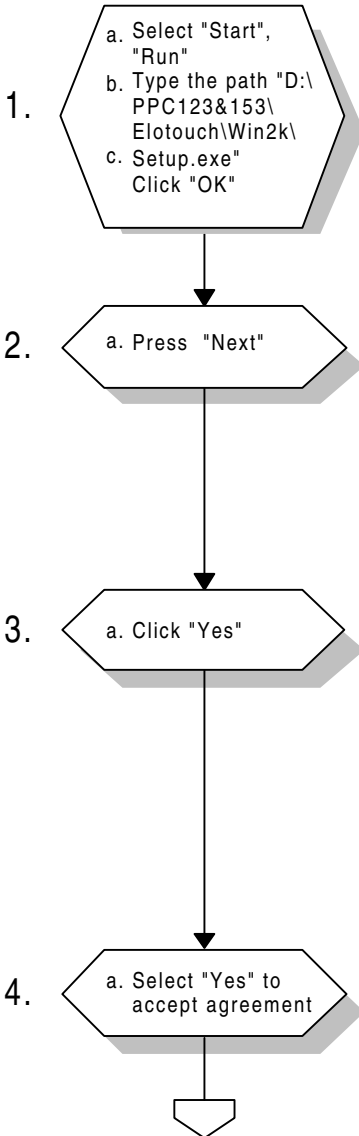 1.
a. Select "Start",
"Run"
b. Type the path "D:\
PPC123&153\
Elotouch\Win2k\
c. Setup.exe"
Click "OK"
2.
a. Press "Next"
3.
a. Click "Yes"
4.
a. Select "Yes" to
accept agreement